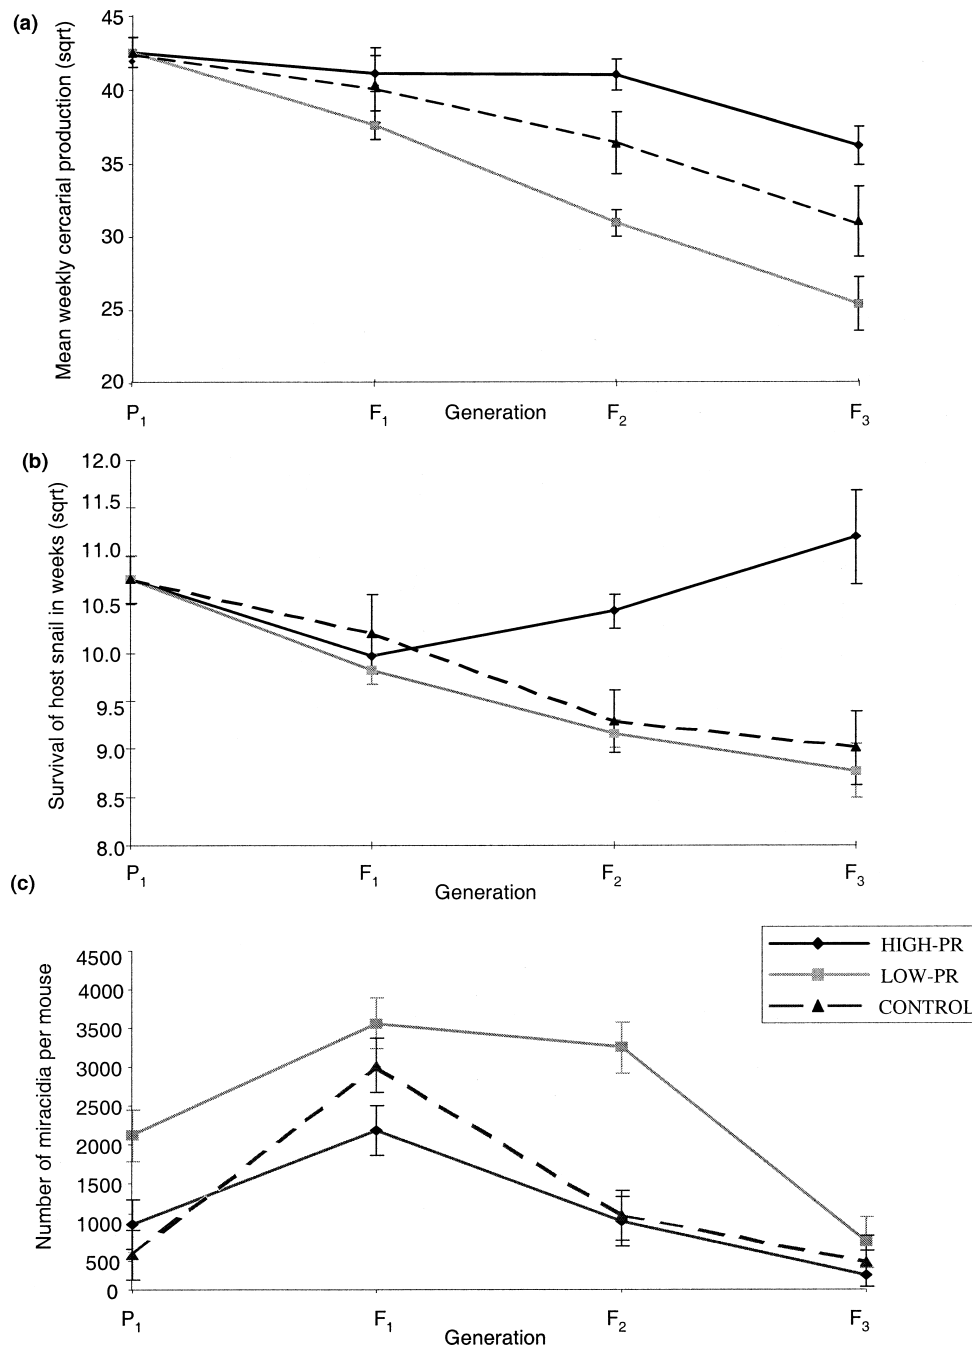 (a)
Mean weekly cercarial production (sqrt)
45
40
35
30
25
20
P1 F1 Generation F2 F3
(b)
Survival of host snail in weeks (sqrt)
12.0
11.5
11.0
10.5
10.0
9.5
9.0
8.5
8.0
P1 F1 F2 F3
Generation
(c)
HIGH-PR
LOW-PR
CONTROL
Number of miracidia per mouse
4500
4000
3500
3000
2500
2000
1500
1000
500
0
P1 F1 F2 F3
Generation